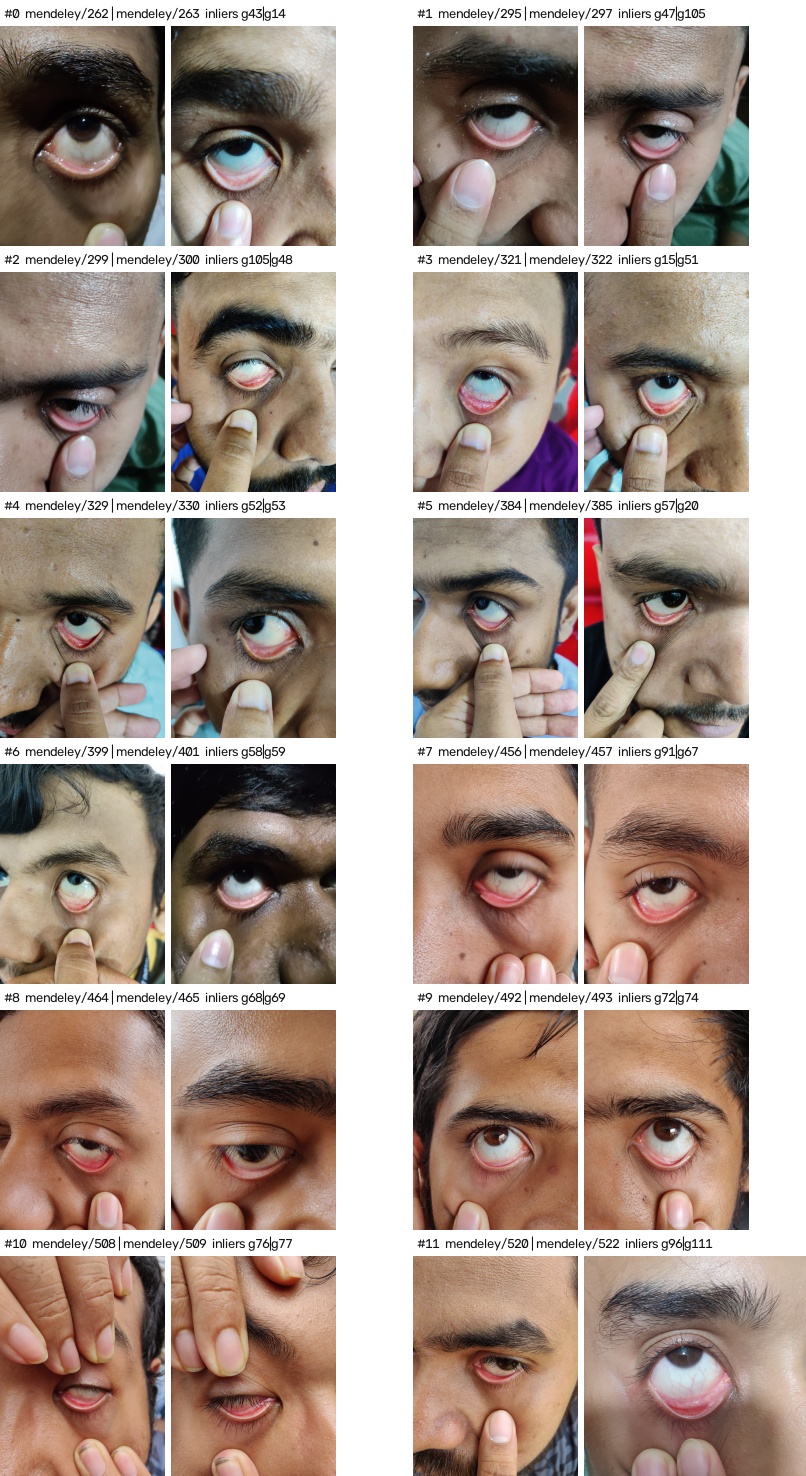 #0 mendeley/262 | mendeley/263 inliers g43|g14
#1 mendeley/295 | mendeley/297 inliers g47|g105
#2 mendeley/299 | mendeley/300 inliers g105|g48
#3 mendeley/321 | mendeley/322 inliers g15|g51
#4 mendeley/329 | mendeley/330 inliers g52|g53
#5 mendeley/384 | mendeley/385 inliers g57|g20
#6 mendeley/399 | mendeley/401 inliers g58|g59
#7 mendeley/456 | mendeley/457 inliers g91|g67
#8 mendeley/464 | mendeley/465 inliers g68|g69
#9 mendeley/492 | mendeley/493 inliers g72|g74
#10 mendeley/508 | mendeley/509 inliers g76|g77
#11 mendeley/520 | mendeley/522 inliers g96|g111